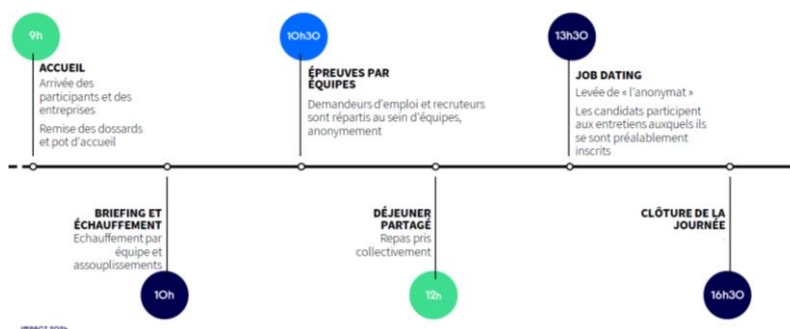 9h
ACCUEIL
Arrivée des
participants et des
entreprises
Remise des dossards
et pot d'accueil
10h30
ÉPREUVES PAR
ÉQUIPES
Demandeurs d'emploi et recruteurs
sont répartis au sein d'équipes,
anonymement
13h30
JOB DATING
Levée de « l'anonymat »
Les candidats participent
aux entretiens auxquels ils
se sont préalablement
inscrits
BRIEFING ET
ÉCHAUFFEMENT
Echauffement par
équipe et
assouplissements
10h
DÉJEUNER
PARTAGÉ
Repas pris
collectivement
12h
CLÔTURE DE LA
JOURNÉE
16h30